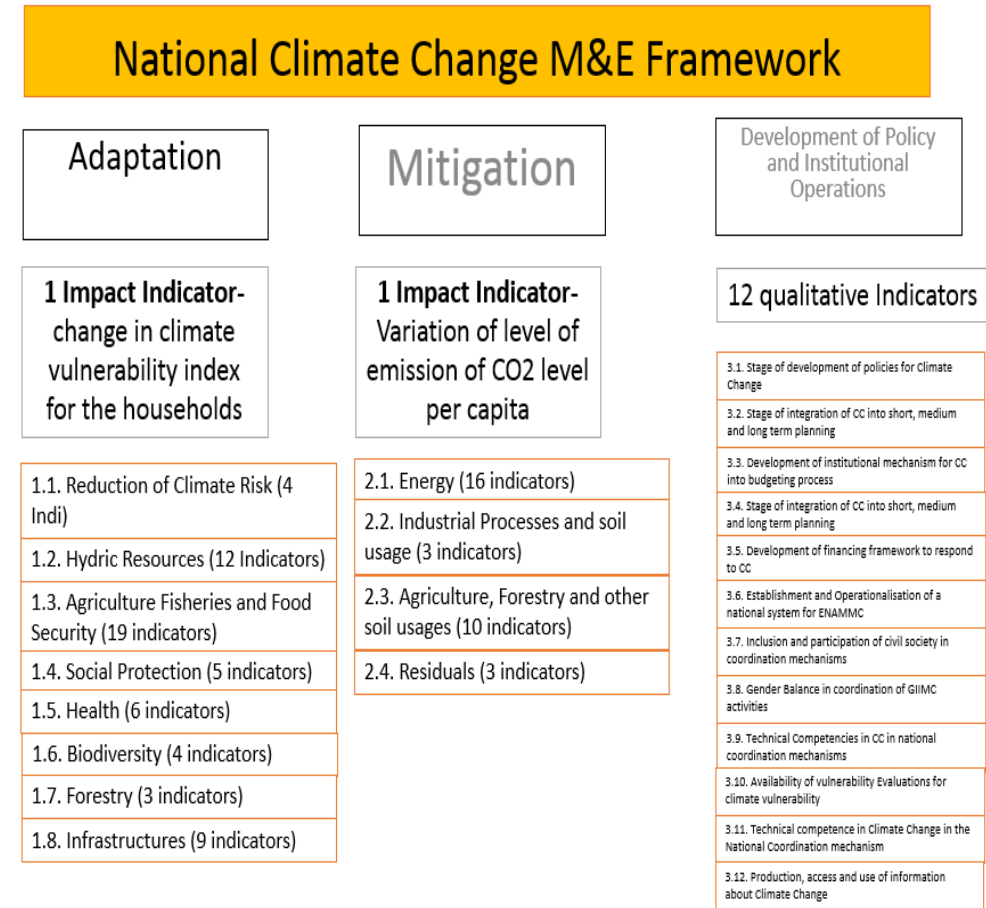 National Climate Change M&E Framework
Adaptation
1 Impact Indicator-
change in climate
vulnerability index
for the households
1.1. Reduction of Climate Risk (4
Indi)
1.2. Hydric Resources (12 Indicators)
1.3. Agriculture Fisheries and Food
Security (19 indicators)
1.4. Social Protection (5 indicators)
1.5. Health (6 indicators)
1.6. Biodiversity (4 indicators)
1.7. Forestry (3 indicators)
1.8. Infrastructures (9 indicators)
Mitigation
1 Impact Indicator-
Variation of level of
emission of CO2 level
per capita
2.1. Energy (16 indicators)
2.2. Industrial Processes and soil
usage (3 indicators)
2.3. Agriculture, Forestry and other
soil usages (10 indicators)
2.4. Residuals (3 indicators)
Development of Policy
and Institutional
Operations
12 qualitative Indicators
3.1. Stage of development of policies for Climate
Change
3.2. Stage of integration of CC into short, medium
and long term planning
3.3. Development of institutional mechanism for CC
into budgeting process
3.4. Stage of integration of CC into short, medium
and long term planning
3.5. Development of financing framework to respond
to CC
3.6. Establishment and Operationalisation of a
national system for ENAMMC
3.7. Inclusion and participation of civil society in
coordination mechanisms
3.8. Gender Balance in coordination of GIIMC
activities
3.9. Technical Competencies in CC in national
coordination mechanisms
3.10. Availability of vulnerability Evaluations for
climate vulnerability
3.11. Technical competence in Climate Change in the
National Coordination mechanism
3.12. Production, access and use of information
about Climate Change